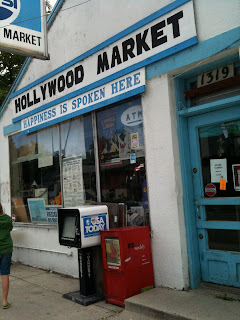 MARKET
HOLLYWOOD MARKET
HAPPINESS IS SPOKEN HERE
1319
ATM
USA
TODAY